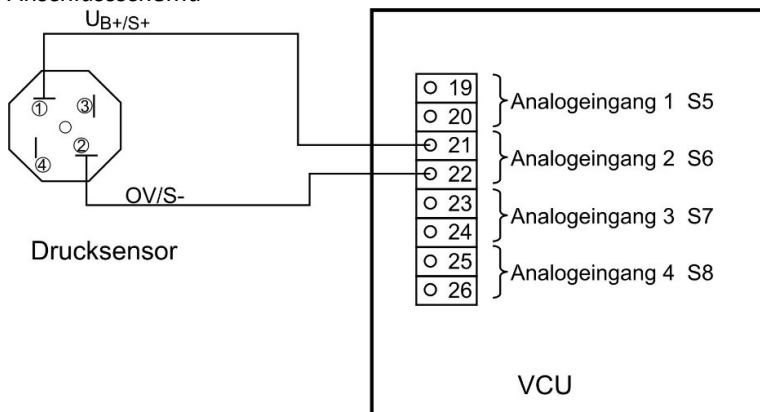 UB+/S+
1
3
2
4
OV/S-
Drucksensor
19
20
Analogeingang 1 S5
21
22
Analogeingang 2 S6
23
24
Analogeingang 3 S7
25
26
Analogeingang 4 S8
VCU